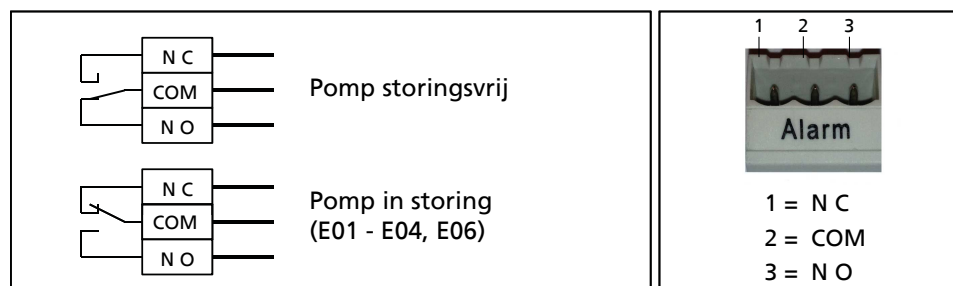 N C
COM
N O
Pomp storingsvrij
N C
COM
N O
Pomp in storing
(E01 - E04, E06)
1 2 3
Alarm
1 = N C
2 = COM
3 = N O